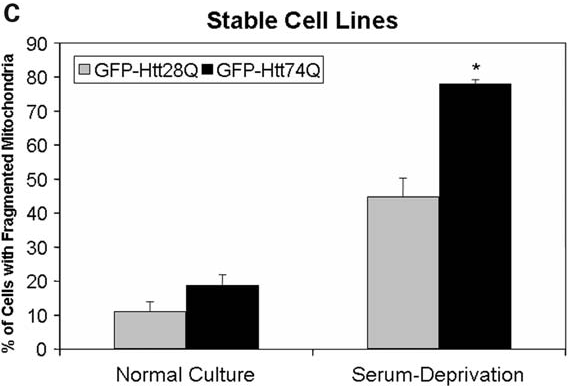 C
Stable Cell Lines
% of Cells with Fragmented Mitochondria
90
80
70
60
50
40
30
20
10
0
GFP-Htt28Q GFP-Htt74Q
*
Normal Culture Serum-Deprivation